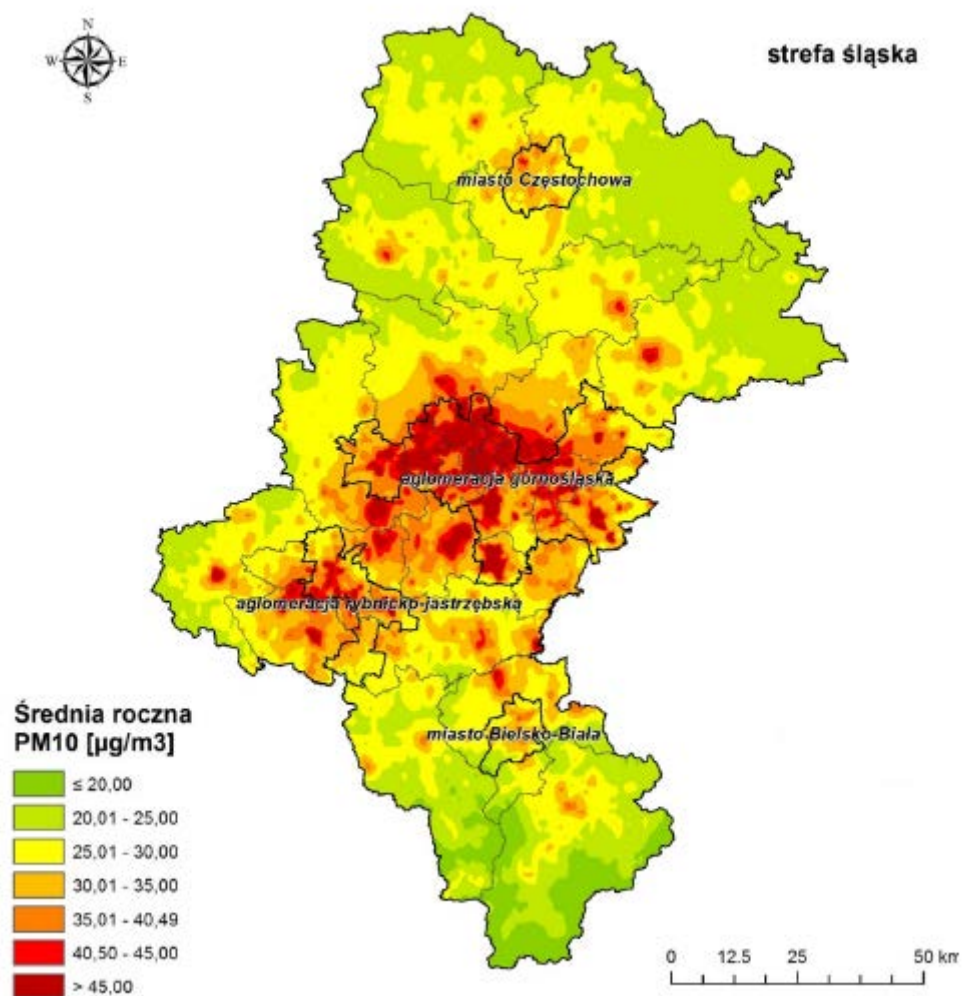 N
W E
S
strefa śląska
miasto Częstochowa
aglomeracja górnośląska
aglomeracja rybnicko-jastrzębska
miasto Bielsko-Biała
Średnia roczna
PM10 [µg/m3]
≤ 20,00
20,01 - 25,00
25,01 - 30,00
30,01 - 35,00
35,01 - 40,49
40,50 - 45,00
> 45,00
0 12.5 25 50 km